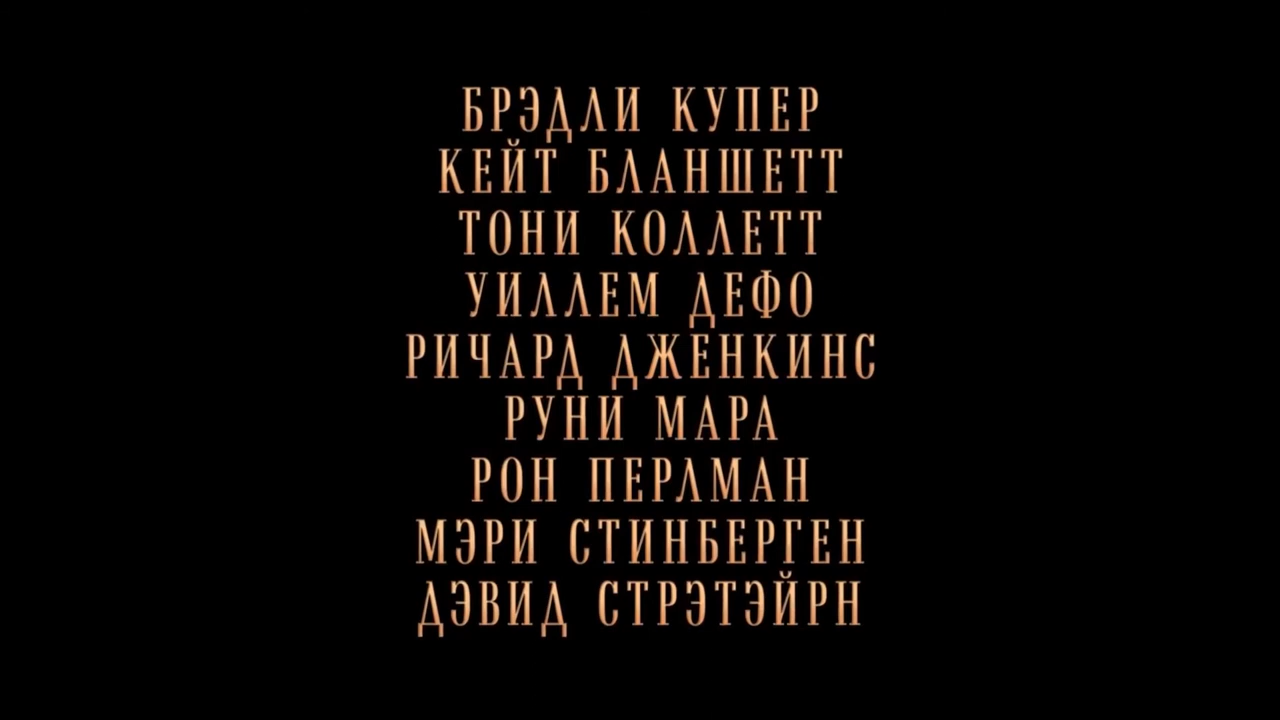 БРЭДЛИ КУПЕР
КЕЙТ БЛАНШЕТТ
ТОНИ КОЛЛЕТТ
УИЛЛЕМ ДЕФО
РИЧАРД ДЖЕНКИНС
РУНИ МАРА
РОН ПЕРЛМАН
МЭРИ СТИНБЕРГЕН
ДЭВИД СТРЭТЭЙРН